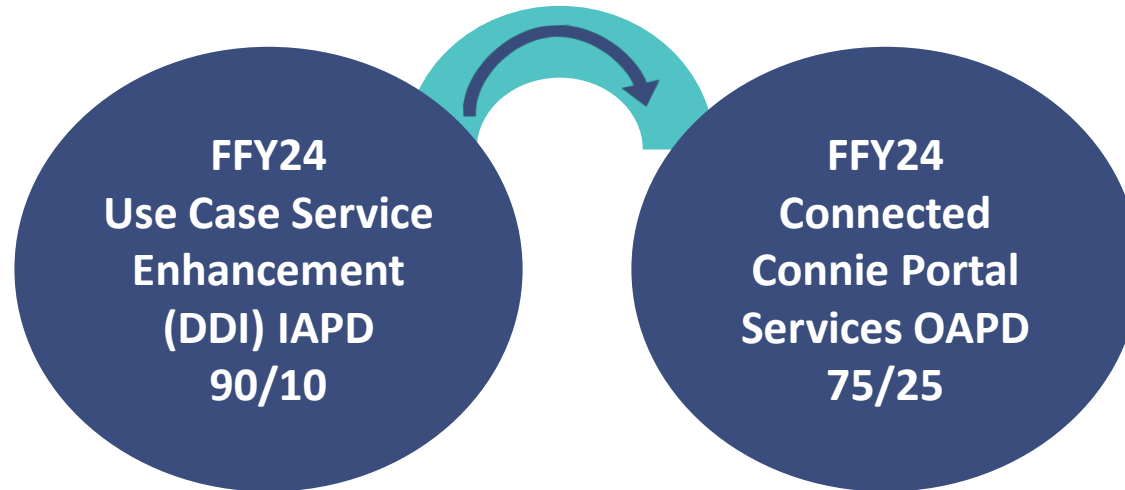 FFY24
Use Case Service
Enhancement
(DDI) IAPD
90/10
FFY24
Connected
Connie Portal
Services OAPD
75/25